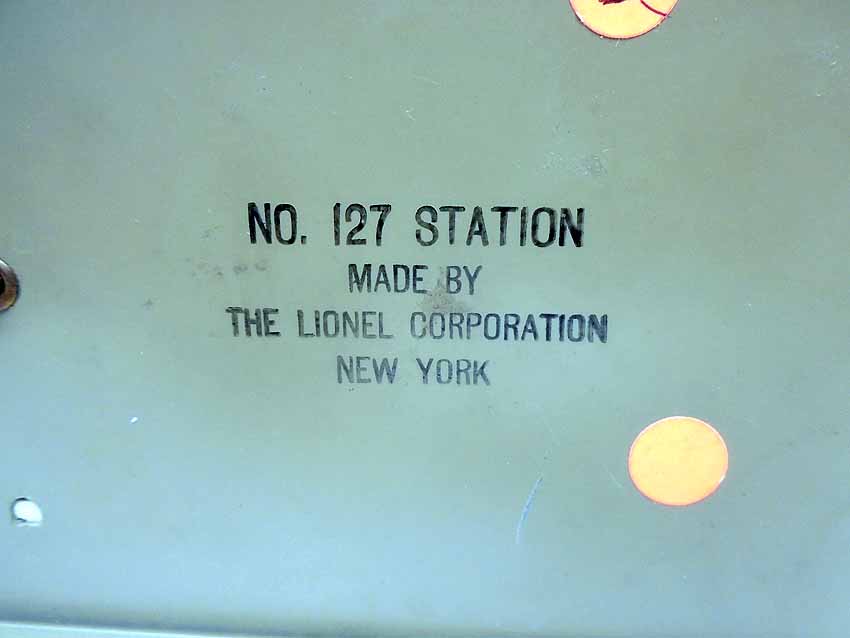 NO. 127 STATION
MADE BY
THE LIONEL CORPORATION
NEW YORK